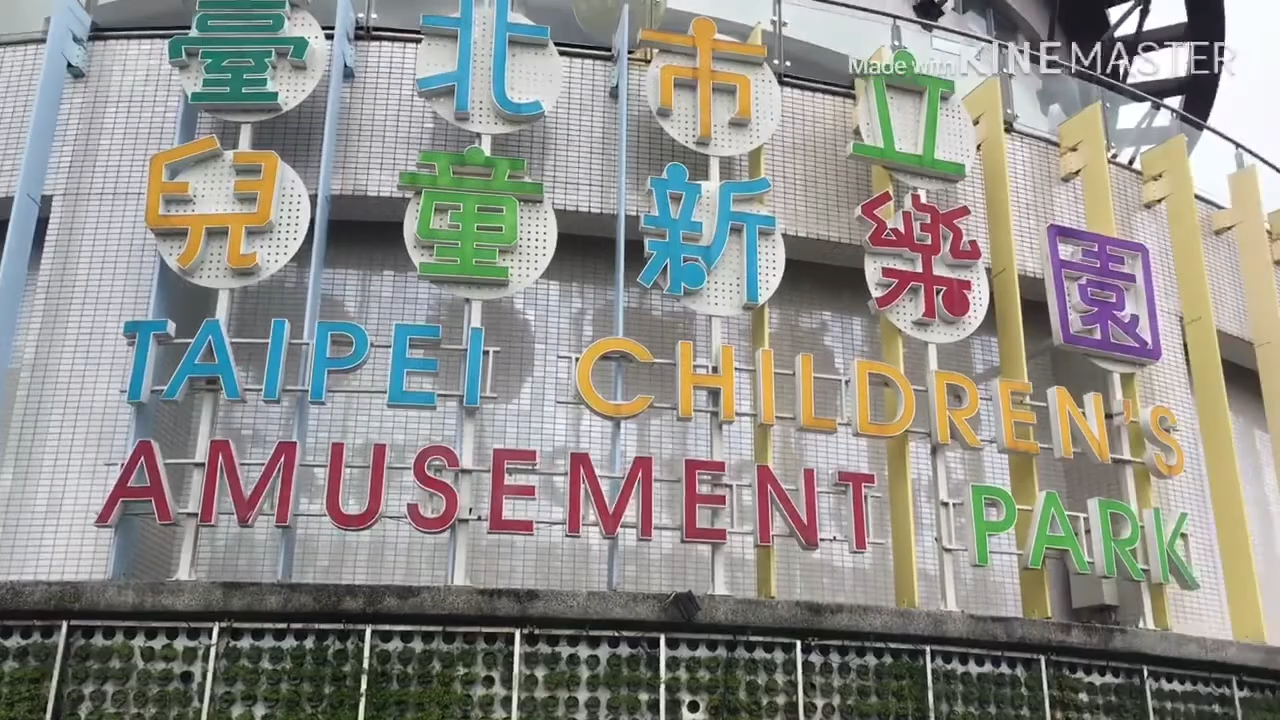 Made with KINEMASTER
臺北市立
兒童新樂園
TAIPEI CHILDREN'S
AMUSEMENT PARK